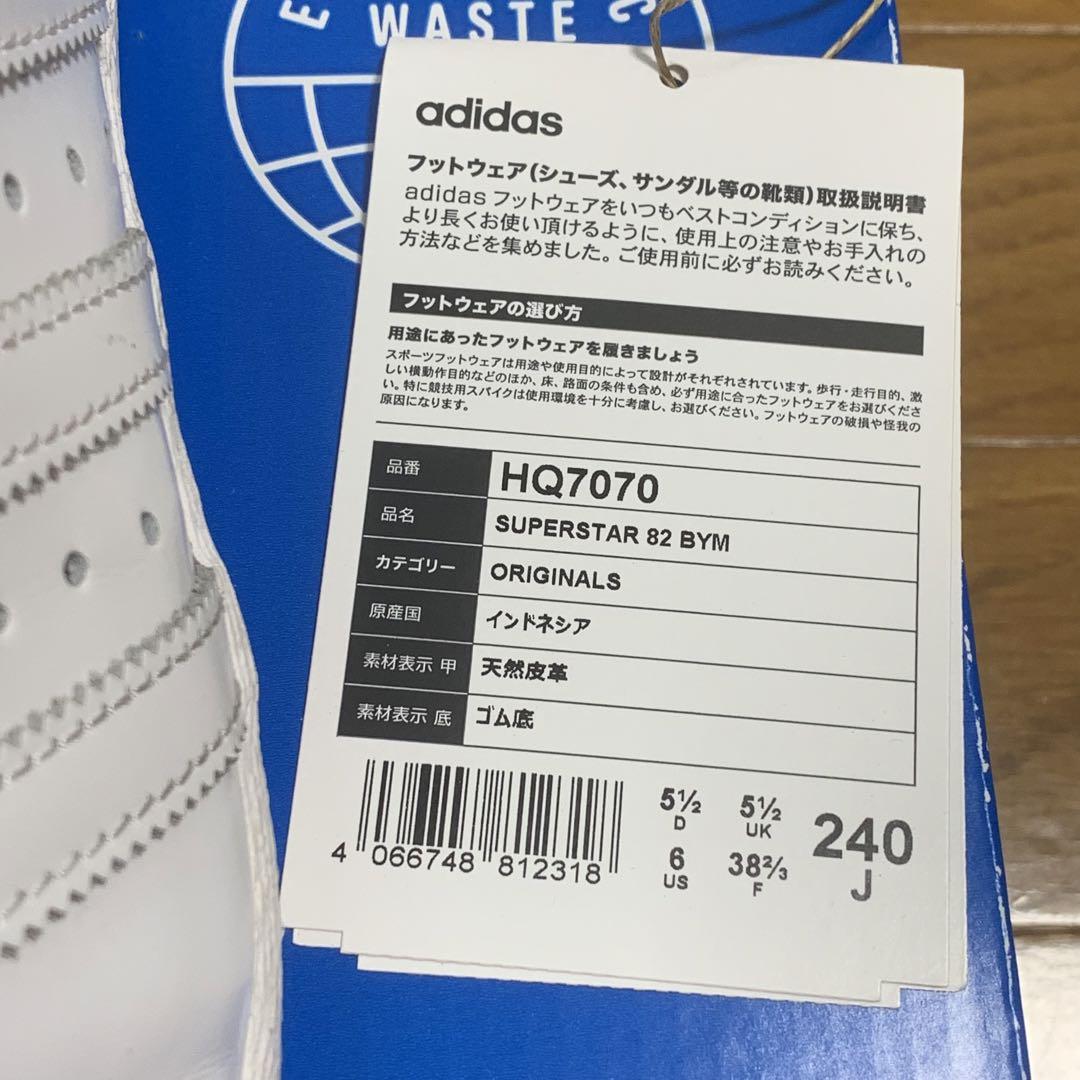 WASTE
adidas
フットウェア(シューズ、サンダル等の靴類)取扱説明書
adidas フットウェアをいつもベストコンディションに保ち、
より長くお使い頂けるように、使用上の注意やお手入れの
方法などを集めました。ご使用前に必ずお読みください。
フットウェアの選び方
用途にあったフットウェアを履きましょう
スポーツフットウェアは用途や使用目的によって設計がそれぞれされています。歩行・走行目的、激
しい横動作目的などのほか、床、路面の条件も含め、必ず用途に合ったフットウェアをお選びくださ
い。特に競技用スパイクは使用環境を十分に考慮し、お選びください。フットウェアの破損や怪我の
原因になります。
品番 HQ7070
品名 SUPERSTAR 82 BYM
カテゴリー ORIGINALS
原産国 インドネシア
素材表示 甲 天然皮革
素材表示 底 ゴム底
4 066748 812318
5½ D
5½ UK
6 US
38⅔ F
240 J